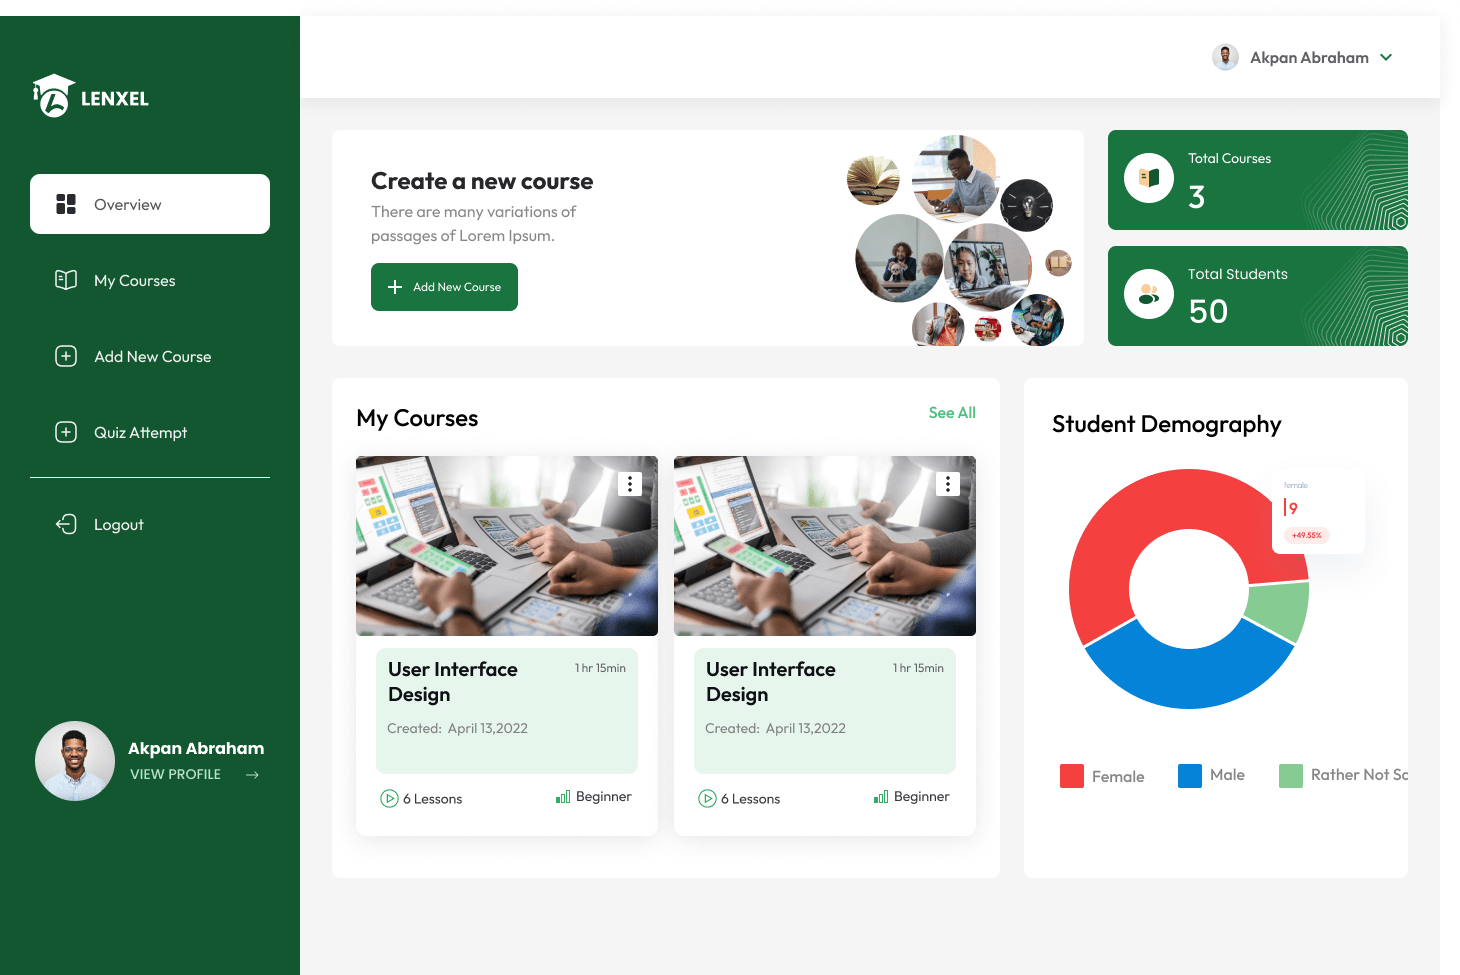 LENXEL
Akpan Abraham
Overview
My Courses
Add New Course
Quiz Attempt
Logout
Akpan Abraham
VIEW PROFILE
Create a new course
There are many variations of
passages of Lorem Ipsum.
Add New Course
Total Courses
3
Total Students
50
My Courses
See All
User Interface
Design
1 hr 15min
Created: April 13,2022
6 Lessons
Beginner
User Interface
Design
1 hr 15min
Created: April 13,2022
6 Lessons
Beginner
Student Demography
female
9
+49.55%
Female
Male
Rather Not Sa